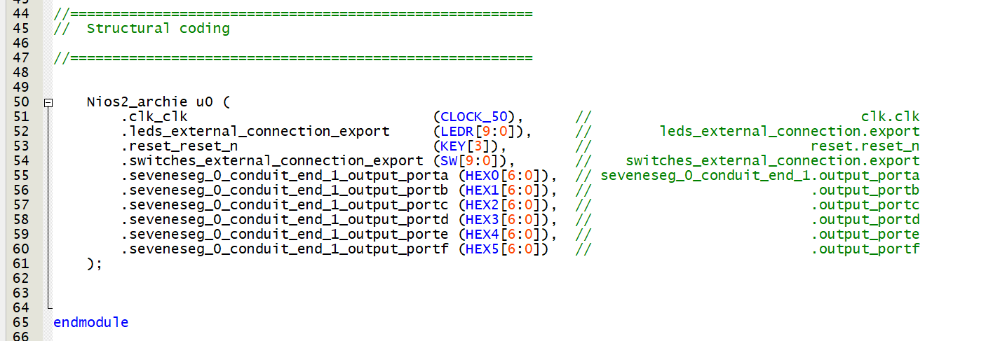 43
44 //=======================================================
45 //  Structural coding
46
47 //=======================================================
48
49
50     Nios2_archie u0 (
51         .clk_clk                             (CLOCK_50),      //                                clk.clk
52         .leds_external_connection_export     (LEDR[9:0]),     //        leds_external_connection.export
53         .reset_reset_n                       (KEY[3]),        //                          reset.reset_n
54         .switches_external_connection_export (SW[9:0]),       //    switches_external_connection.export
55         .seveneseg_0_conduit_end_1_output_porta (HEX0[6:0]),  // seveneseg_0_conduit_end_1.output_porta
56         .seveneseg_0_conduit_end_1_output_portb (HEX1[6:0]),  //                          .output_portb
57         .seveneseg_0_conduit_end_1_output_portc (HEX2[6:0]),  //                          .output_portc
58         .seveneseg_0_conduit_end_1_output_portd (HEX3[6:0]),  //                          .output_portd
59         .seveneseg_0_conduit_end_1_output_porte (HEX4[6:0]),  //                          .output_porte
60         .seveneseg_0_conduit_end_1_output_portf (HEX5[6:0])   //                          .output_portf
61     );
62
63
64
65 endmodule
66